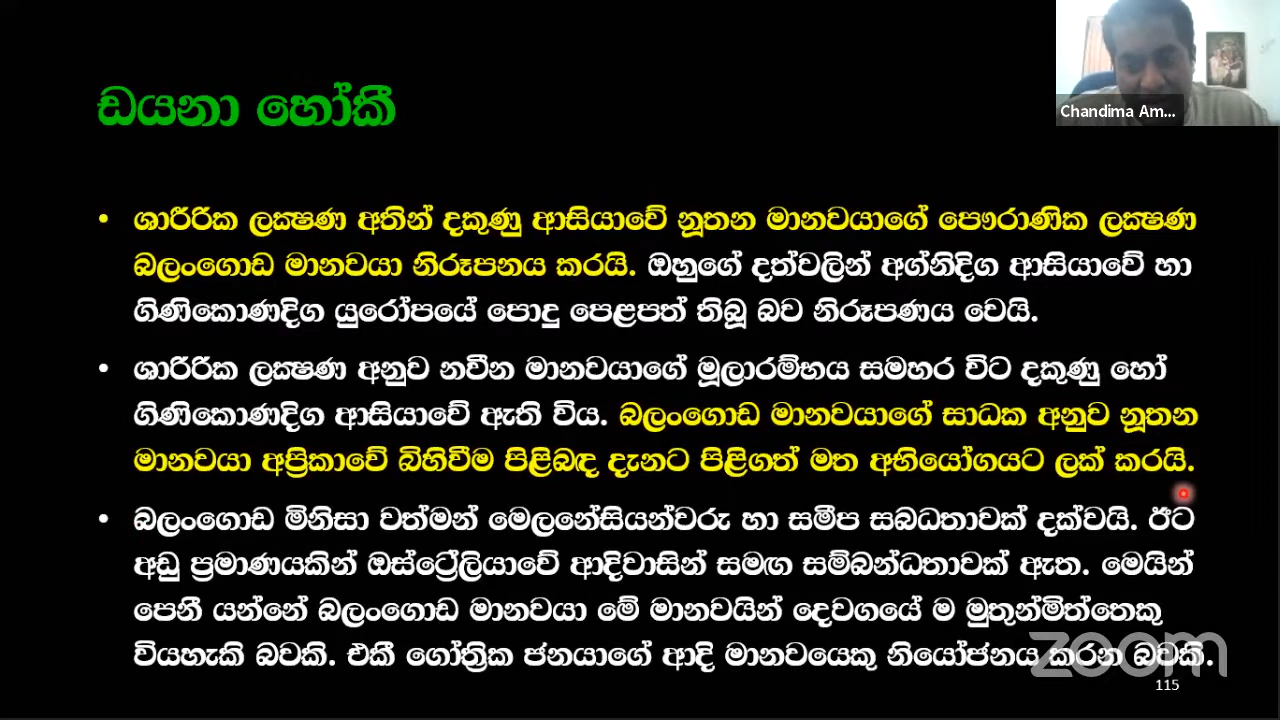 Chandima Am...
ඩයනා හෝකී
• ශාරීරික ලක්‍ෂණ අතින් දකුණු ආසියාවේ නූතන මානවයාගේ පෞරාණික ලක්‍ෂණ
බලංගොඩ මානවයා නිරූපනය කරයි. ඔහුගේ දත්වලින් අග්නිදිග ආසියාවේ හා
ගිණිකොණදිග යුරෝපයේ පොදු පෙළපත් තිබූ බව නිරූපණය වෙයි.
• ශාරීරික ලක්‍ෂණ අනුව නවීන මානවයාගේ මූලාරම්භය සමහර විට දකුණු හෝ
ගිණිකොණදිග ආසියාවේ ඇති විය. බලංගොඩ මානවයාගේ සාධක අනුව නූතන
මානවයා අප්‍රිකාවේ බිහිවීම පිළිබඳ දැනට පිළිගත් මත අභියෝගයට ලක් කරයි.
• බලංගොඩ මිනිසා වත්මන් මෙලනේසියන්වරු හා සමීප සබධතාවක් දක්වයි. ඊට
අඩු ප්‍රමාණයකින් ඔස්ට්‍රේලියාවේ ආදිවාසින් සමඟ සම්බන්ධතාවක් ඇත. මෙයින්
පෙනී යන්නේ බලංගොඩ මානවයා මේ මානවයින් දෙවගයේ ම මුතුන්මිත්තෙකු
වියහැකි බවකි. එකී ගෝත්‍රික ජනයාගේ ආදි මානවයෙකු නියෝජනය කරන බවකි.
zoom
115